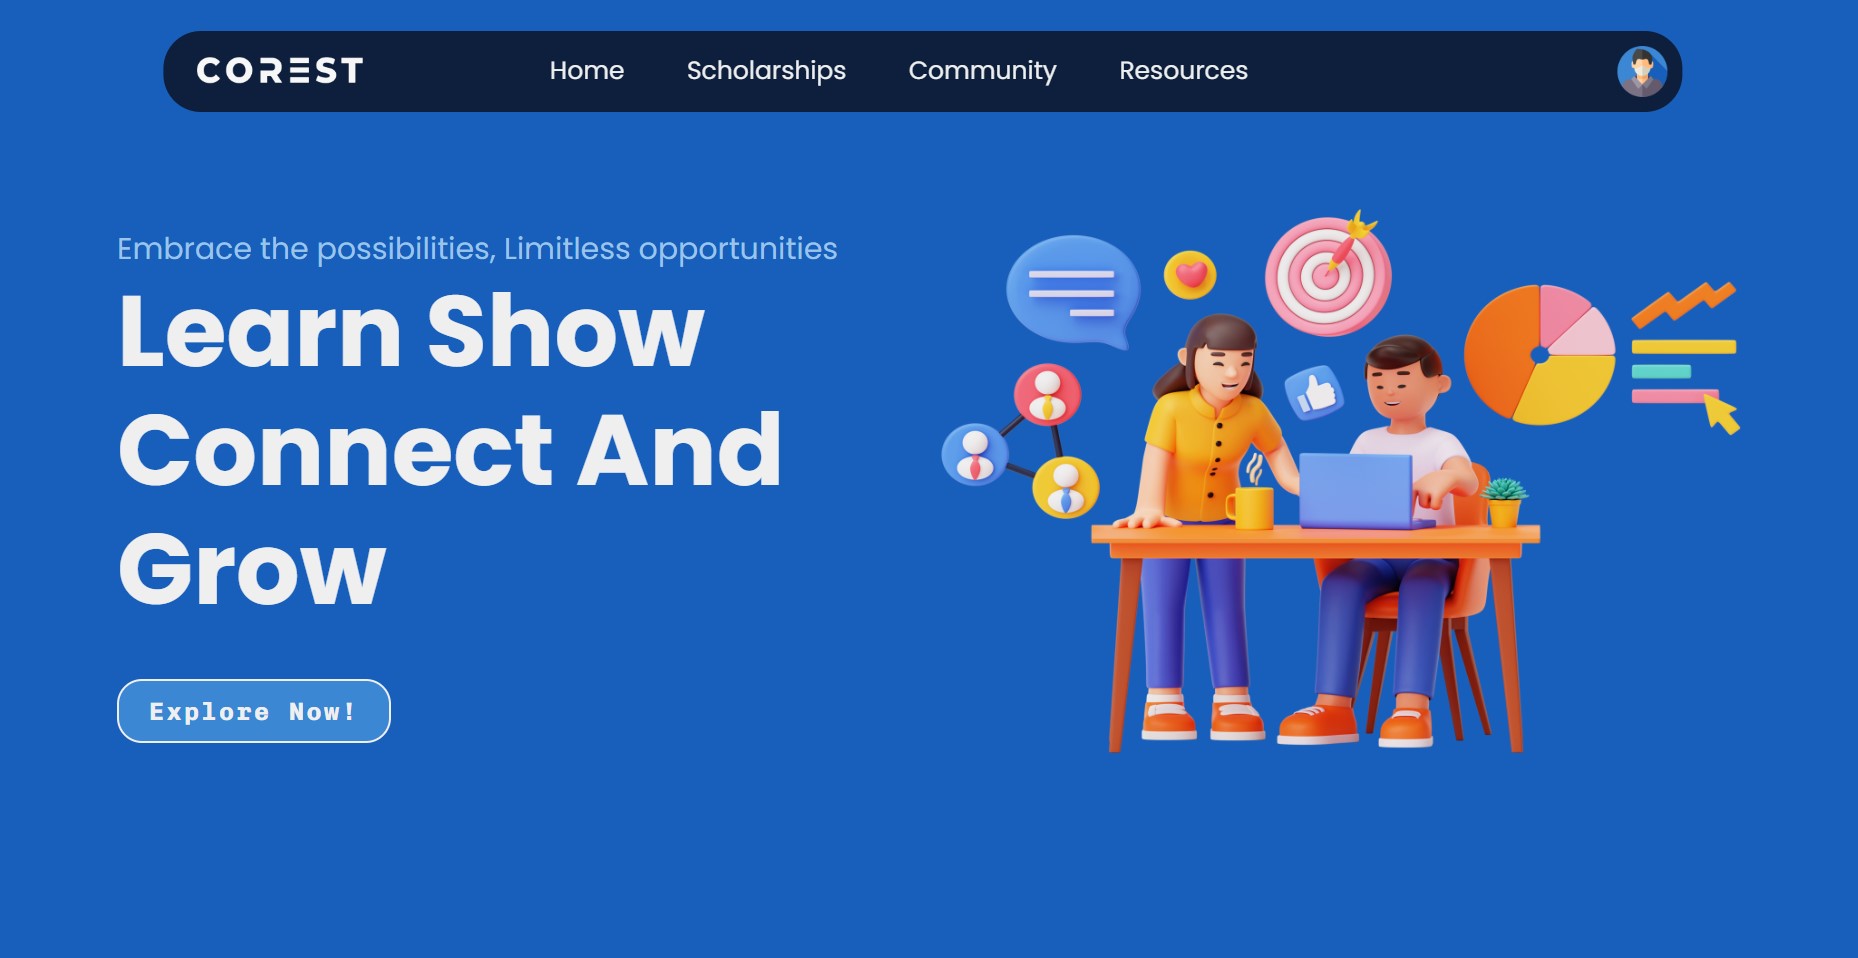 COREST
Home
Scholarships
Community
Resources
Embrace the possibilities, Limitless opportunities
Learn Show
Connect And
Grow
Explore Now!